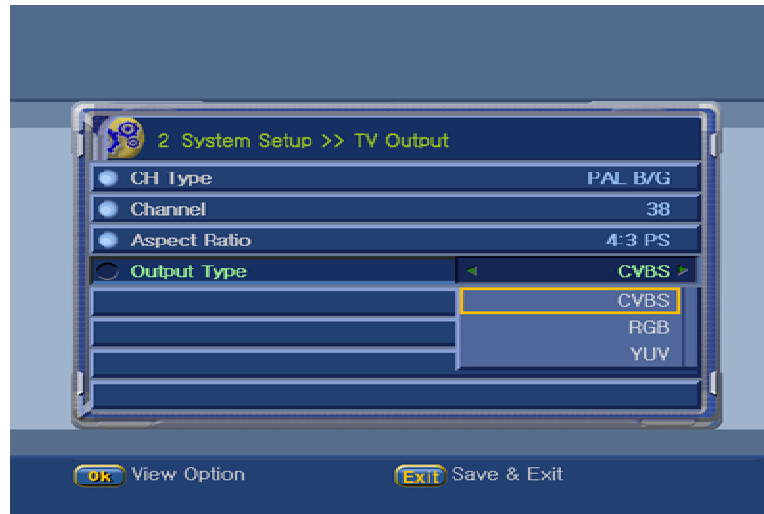 2 System Setup >> TV Output
CH Type PAL B/G
Channel 38
Aspect Ratio 4:3 PS
Output Type CVBS
CVBS
RGB
YUV
Ok View Option Exit Save & Exit